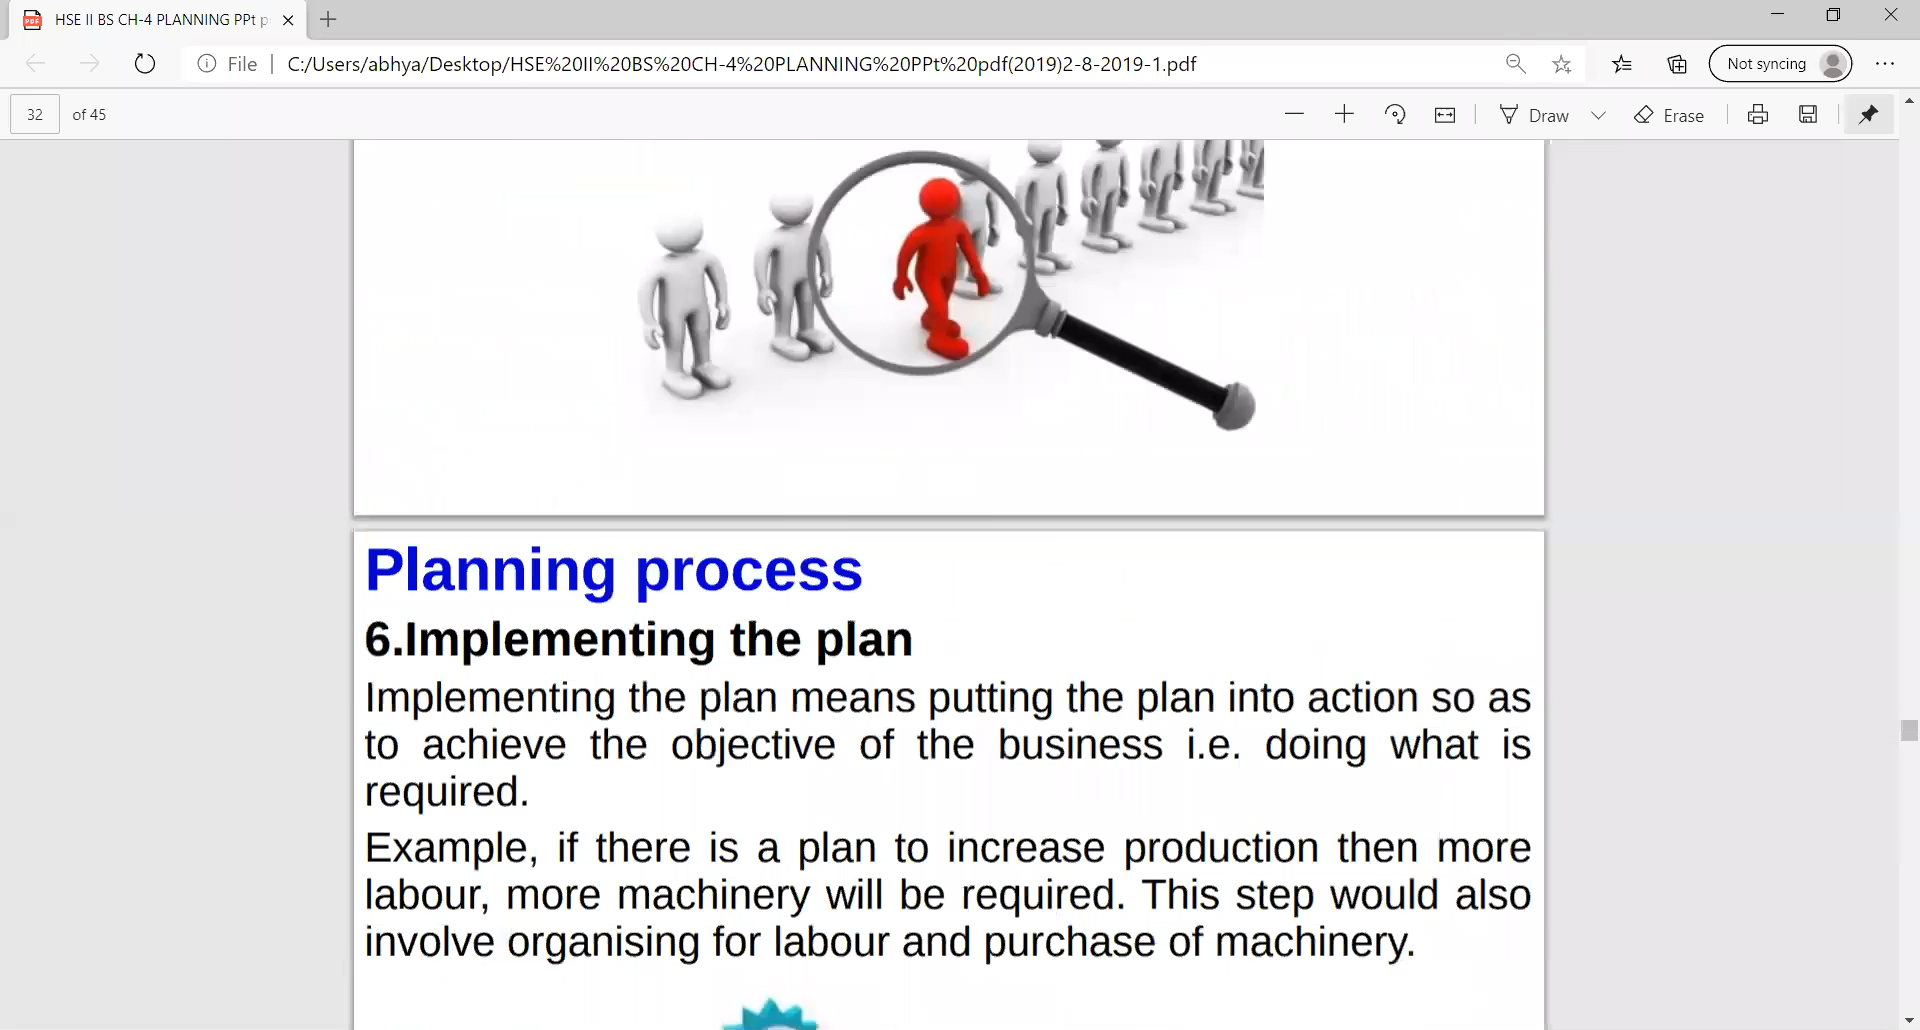 HSE II BS CH-4 PLANNING PPt p
File
C:/Users/abhya/Desktop/HSE%20II%20BS%20CH-4%20PLANNING%20PPt%20pdf(2019)2-8-2019-1.pdf
Not syncing
32 of 45
Draw
Erase
Planning process
6.Implementing the plan
Implementing the plan means putting the plan into action so as
to achieve the objective of the business i.e. doing what is
required.
Example, if there is a plan to increase production then more
labour, more machinery will be required. This step would also
involve organising for labour and purchase of machinery.